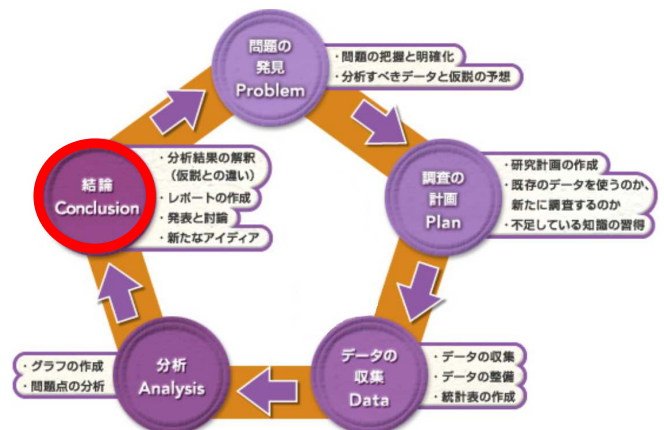 問題の
発見
Problem
・問題の把握と明確化
・分析すべきデータと仮説の予想
調査の
計画
Plan
・研究計画の作成
・既存のデータを使うのか、
新たに調査するのか
・不足している知識の習得
データの
収集
Data
・データの収集
・データの整備
・統計表の作成
分析
Analysis
・グラフの作成
・問題点の分析
結論
Conclusion
・分析結果の解釈
（仮説との違い）
・レポートの作成
・発表と討論
・新たなアイディア